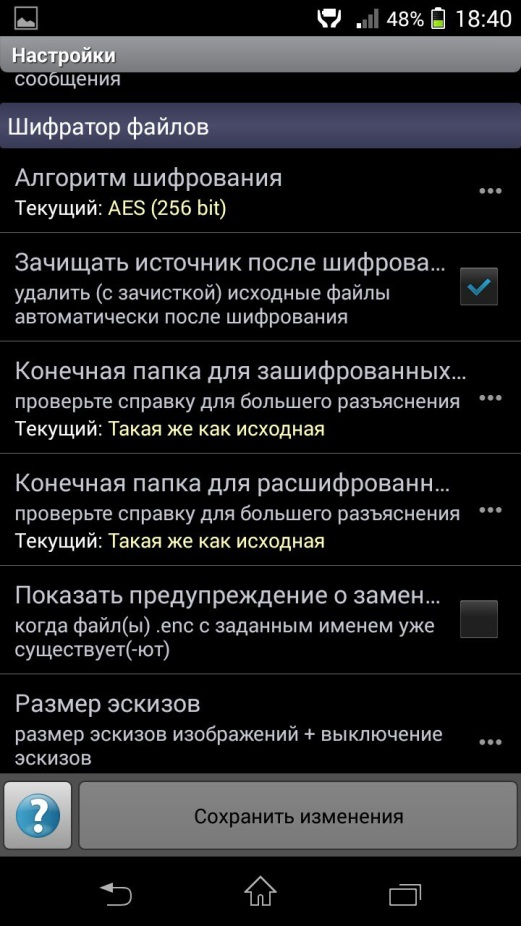 48% 18:40
Настройки
сообщения
Шифратор файлов
Алгоритм шифрования
Текущий: AES (256 bit)
Зачищать источник после шифрова...
удалить (с зачисткой) исходные файлы
автоматически после шифрования
Конечная папка для зашифрованных...
проверьте справку для большего разъяснения
Текущий: Такая же как исходная
Конечная папка для расшифрованн...
проверьте справку для большего разъяснения
Текущий: Такая же как исходная
Показать предупреждение о замен...
когда файл(ы) .enc с заданным именем уже
существует(-ют)
Размер эскизов
размер эскизов изображений + выключение
эскизов
?
Сохранить изменения